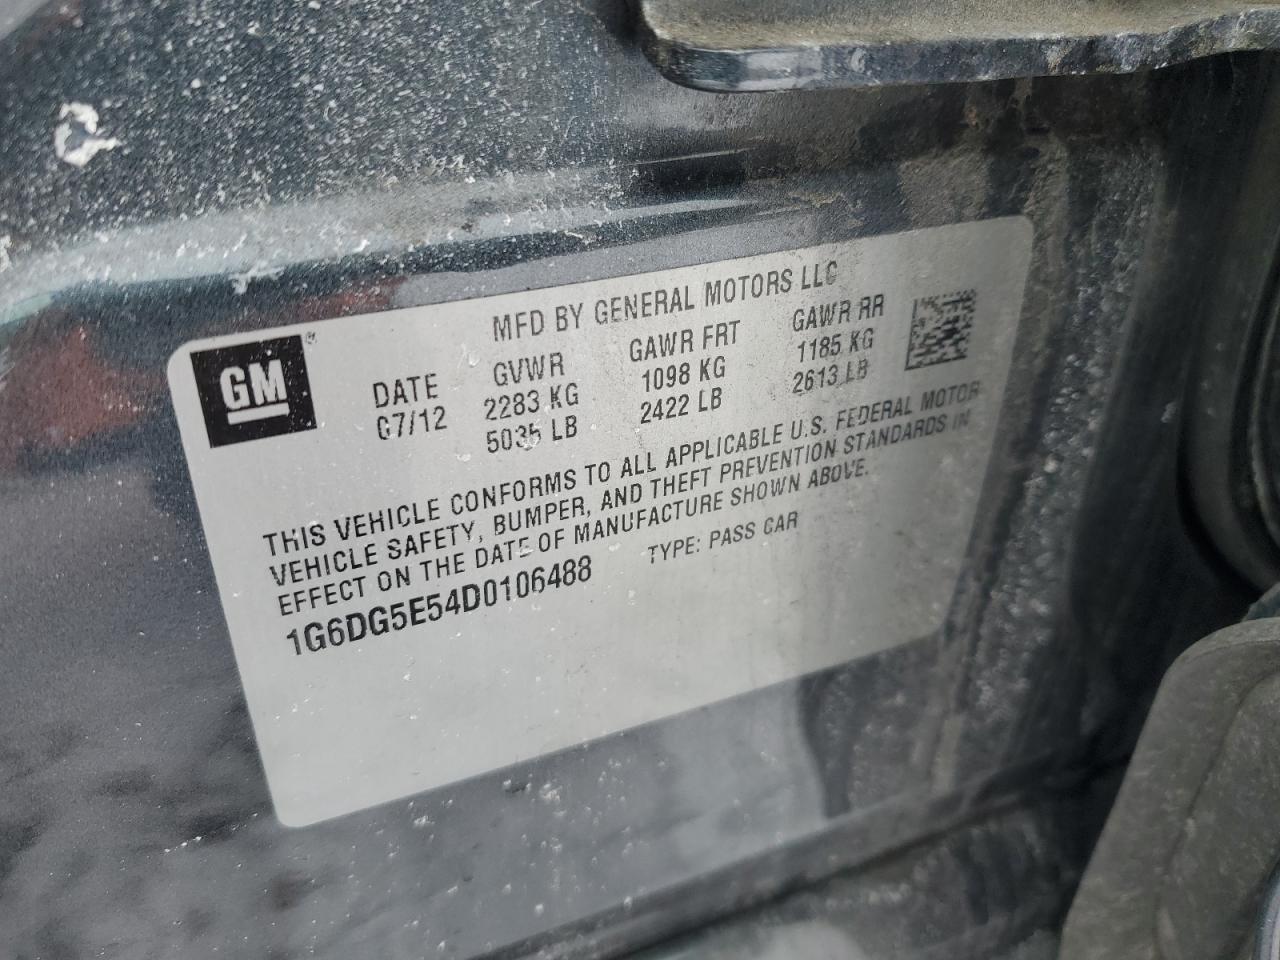 GM®
MFD BY GENERAL MOTORS LLC
DATE GVWR GAWR FRT GAWR RR
07/12 2283 KG 1098 KG 1185 KG
5035 LB 2422 LB 2613 LB
THIS VEHICLE CONFORMS TO ALL APPLICABLE U.S. FEDERAL MOTOR
VEHICLE SAFETY, BUMPER, AND THEFT PREVENTION STANDARDS IN
EFFECT ON THE DATE OF MANUFACTURE SHOWN ABOVE.
1G6DG5E54D0106488 TYPE: PASS CAR